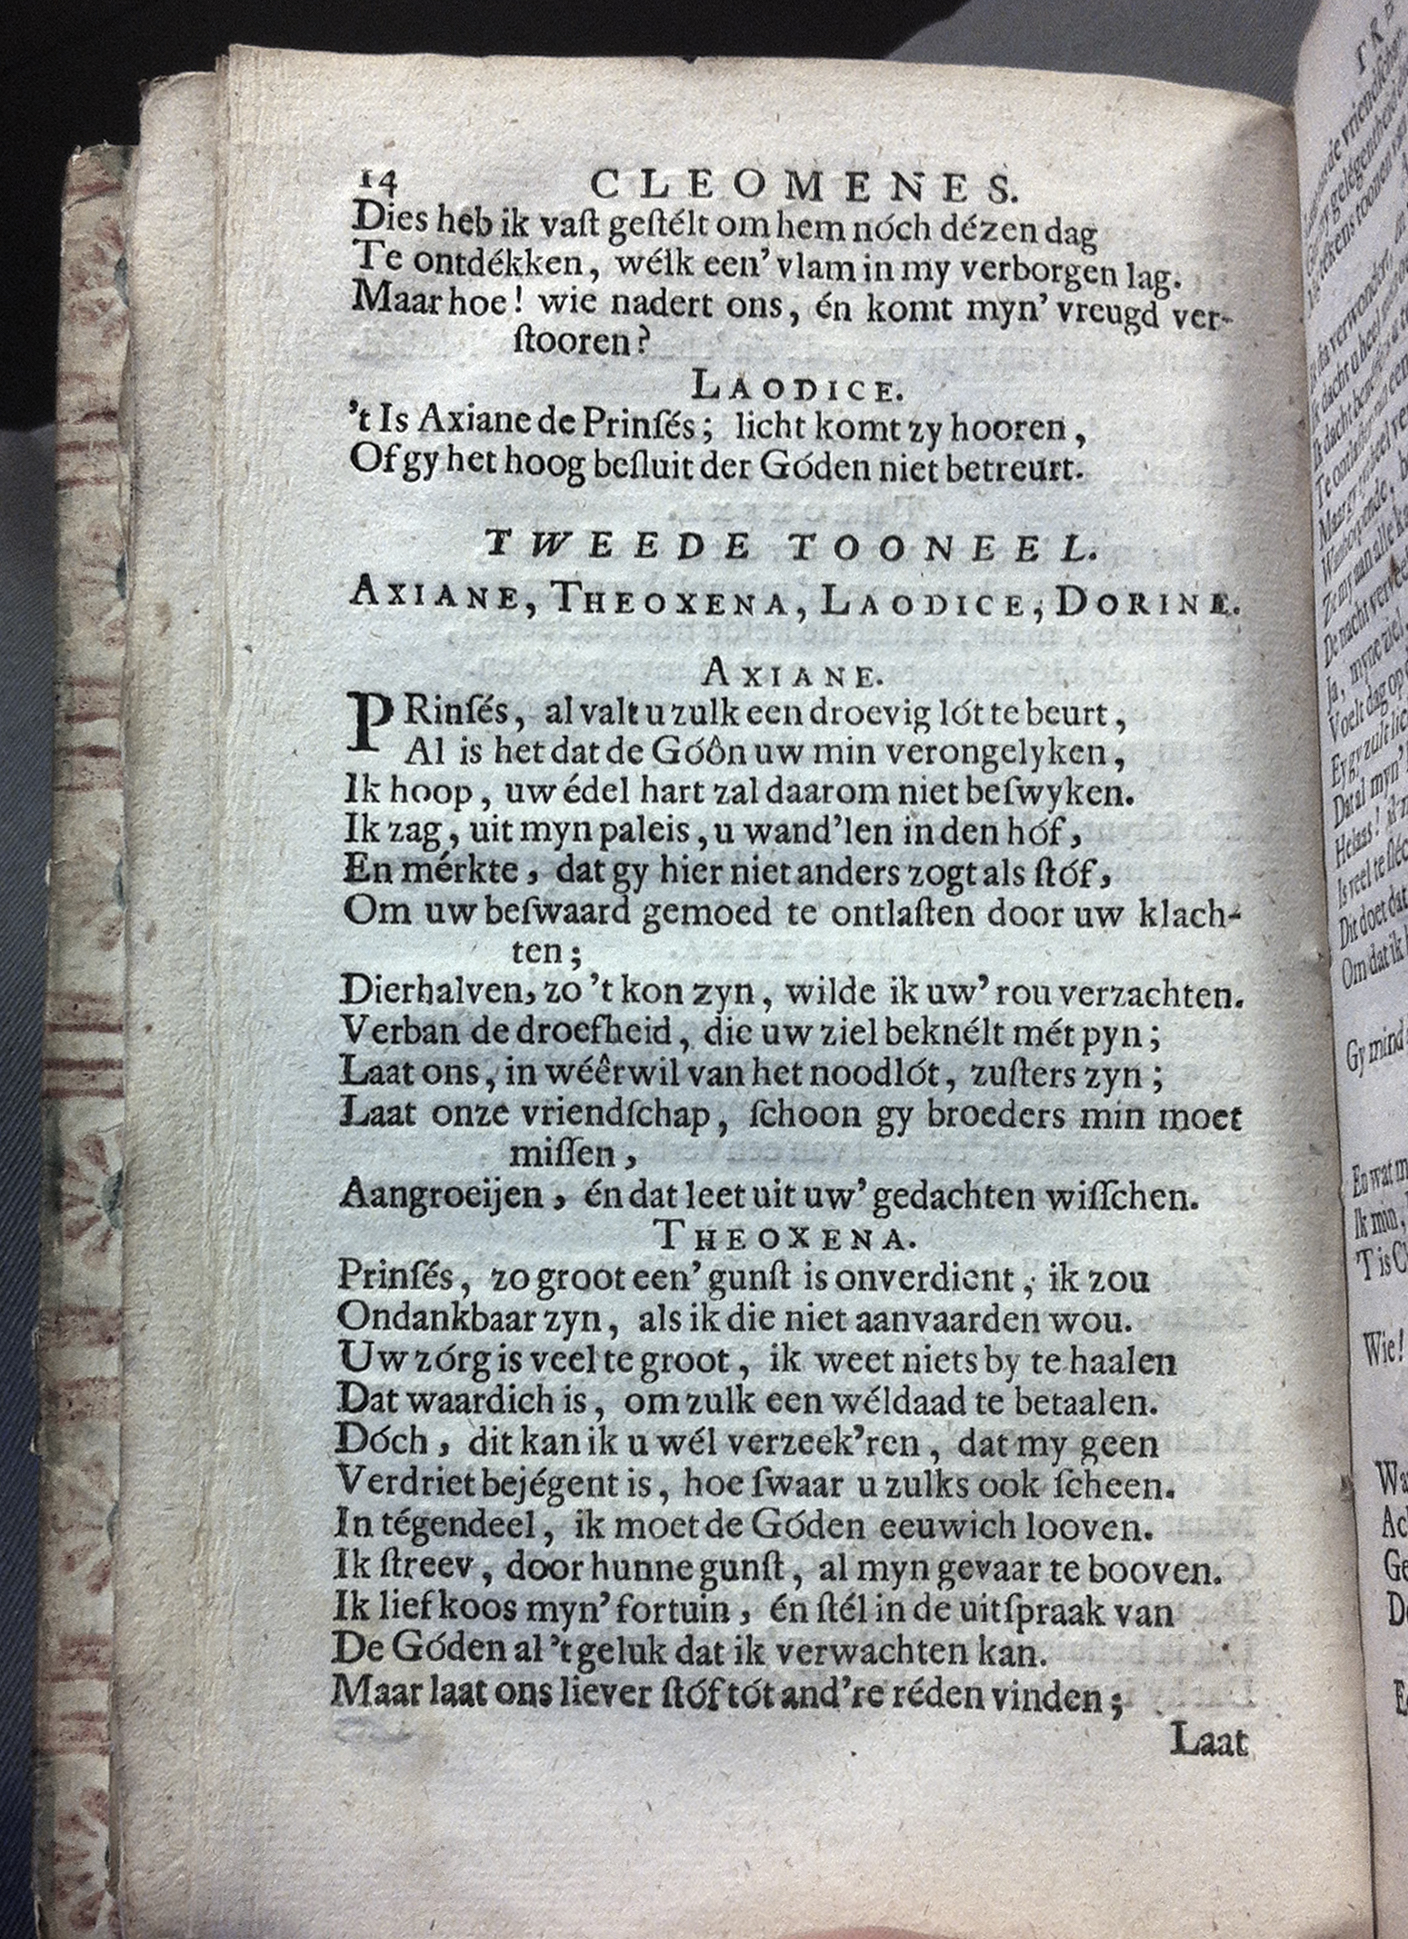 14 CLEOMENES.
Dies heb ik vaſt geſtélt om hem nóch dézen dag
Te ontdékken, wélk een’ vlam in my verborgen lag.
Maar hoe! wie nadert ons, én komt myn’ vreugd ver-
ſtooren?
LAODICE.
’t Is Axiane de Prinſés; licht komt zy hooren,
Of gy het hoog beſluit der Góden niet betreurt.
TWEEDE TOONEEL.
AXIANE, THEOXENA, LAODICE, DORINE.
AXIANE.
PRinſés, al valt u zulk een droevig lót te beurt,
Al is het dat de Góôn uw min verongelyken,
Ik hoop, uw édel hart zal daarom niet beſwyken.
Ik zag, uit myn paleis, u wand’len in den hóf,
En mérkte, dat gy hier niet anders zogt als ſtóf,
Om uw beſwaard gemoed te ontlaſten door uw klach-
ten;
Dierhalven, zo ’t kon zyn, wilde ik uw’ rou verzachten.
Verban de droefheid, die uw ziel beknélt mét pyn;
Laat ons, in wéêrwil van het noodlót, zuſters zyn;
Laat onze vriendſchap, ſchoon gy broeders min moet
miſſen,
Aangroeijen, én dat leet uit uw’ gedachten wiſſchen.
THEOXENA.
Prinſés, zo groot een’ gunſt is onverdient, ik zou
Ondankbaar zyn, als ik die niet aanvaarden wou.
Uw zórg is veel te groot, ik weet niets by te haalen
Dat waardich is, om zulk een wéldaad te betaalen.
Dóch, dit kan ik u wél verzeek’ren, dat my geen
Verdriet bejégent is, hoe ſwaar u zulks ook ſcheen.
In tégendeel, ik moet de Góden eeuwich looven.
Ik ſtreev, door hunne gunſt, al myn gevaar te booven.
Ik liefkoos myn’ fortuin, én ſtél in de uitſpraak van
De Góden al ’t geluk dat ik verwachten kan.
Maar laat ons liever ſtóf tót and’re réden vinden;
Laat
Gy mind
En wat m
Ik min,
’T is C
Wie!